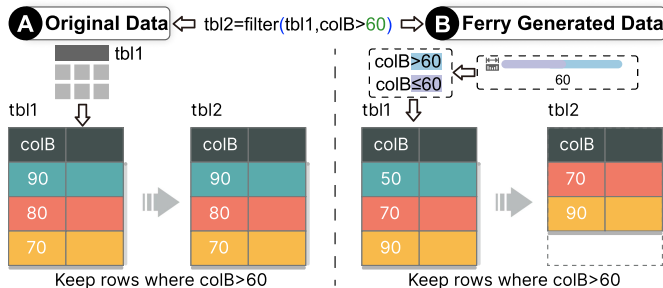 A Original Data
tbl2=filter(tbl1,colB>60)
B Ferry Generated Data
tbl1
colB>60
colB≤60
60
tbl1
tbl2
tbl1
tbl2
colB
colB
colB
colB
90
90
50
70
80
80
70
90
70
70
90
Keep rows where colB>60
Keep rows where colB>60